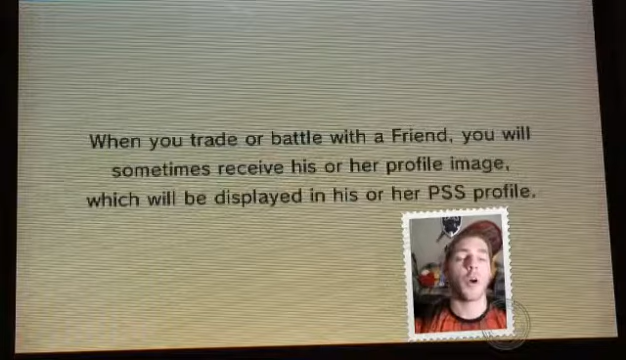 When you trade or battle with a Friend, you will
sometimes receive his or her profile image,
which will be displayed in his or her PSS profile.